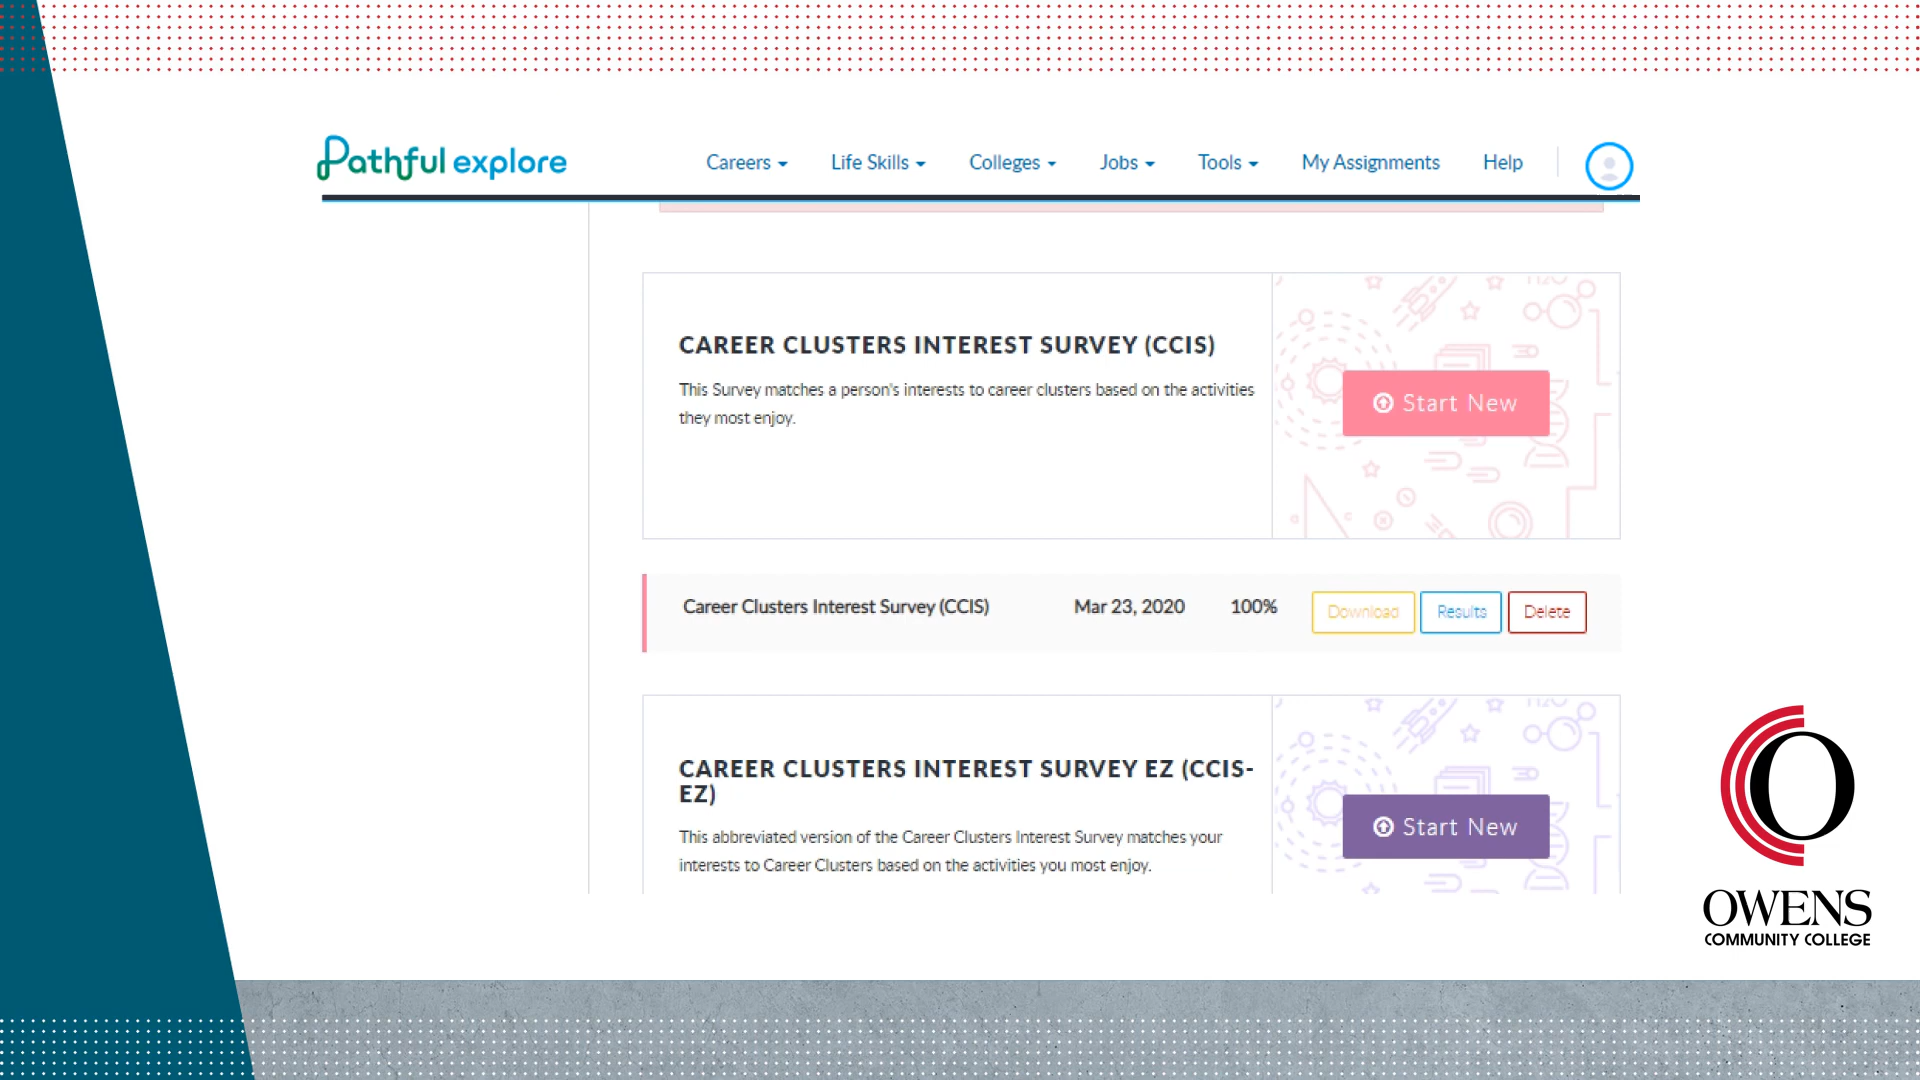 Pathful explore
Careers
Life Skills
Colleges
Jobs
Tools
My Assignments
Help
CAREER CLUSTERS INTEREST SURVEY (CCIS)
This Survey matches a person's interests to career clusters based on the activities
they most enjoy.
Start New
Career Clusters Interest Survey (CCIS)
Mar 23, 2020
100%
Download
Results
Delete
CAREER CLUSTERS INTEREST SURVEY EZ (CCIS-
EZ)
This abbreviated version of the Career Clusters Interest Survey matches your
interests to Career Clusters based on the activities you most enjoy.
Start New
OWENS
COMMUNITY COLLEGE